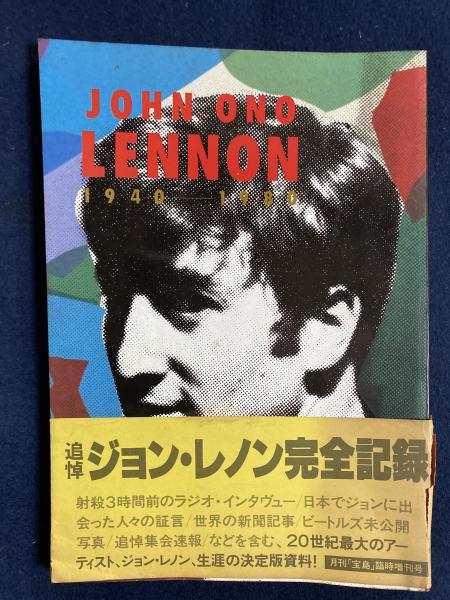 JOHN ONO
LENNON
1940—1980
追悼
ジョン・レノン完全記録
射殺3時間前のラジオ・インタヴュー/日本でジョンに出
会った人々の証言/世界の新聞記事/ビートルズ未公開
写真/追悼集会速報/などを含む、20世紀最大のアー
ティスト、ジョン・レノン、生涯の決定版資料!
月刊「宝島」臨時増刊号